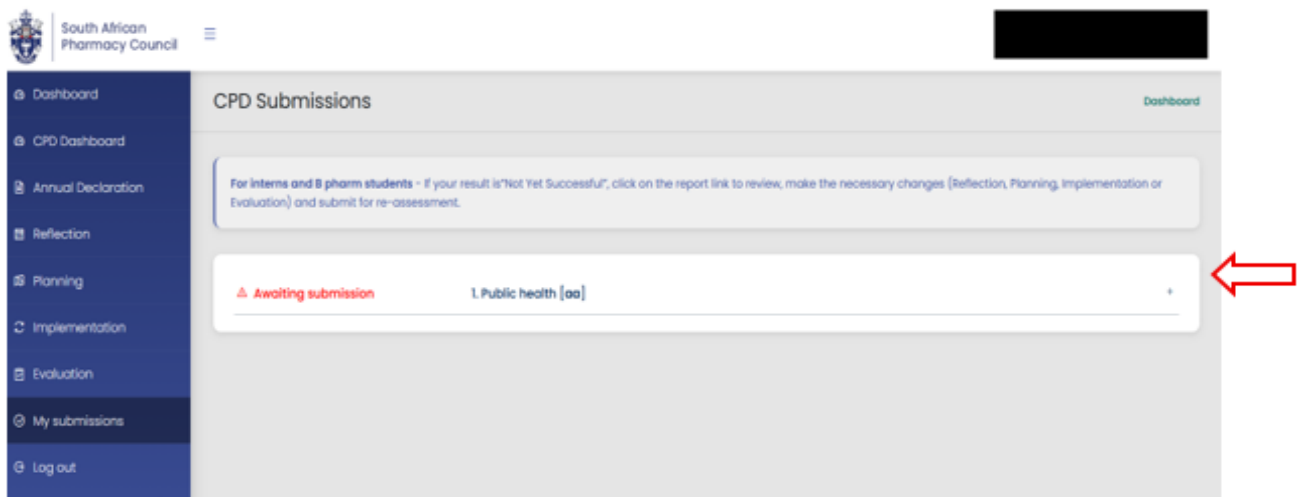 South African
Pharmacy Council
Dashboard
CPD Dashboard
Annual Declaration
Reflection
Planning
Implementation
Evaluation
My submissions
Log out
CPD Submissions
Dashboard
For interns and B pharm students - If your result is"Not Yet Successful", click on the report link to review, make the necessary changes (Reflection, Planning, Implementation or
Evaluation) and submit for re-assessment.
Awaiting submission 1. Public health [aa] +